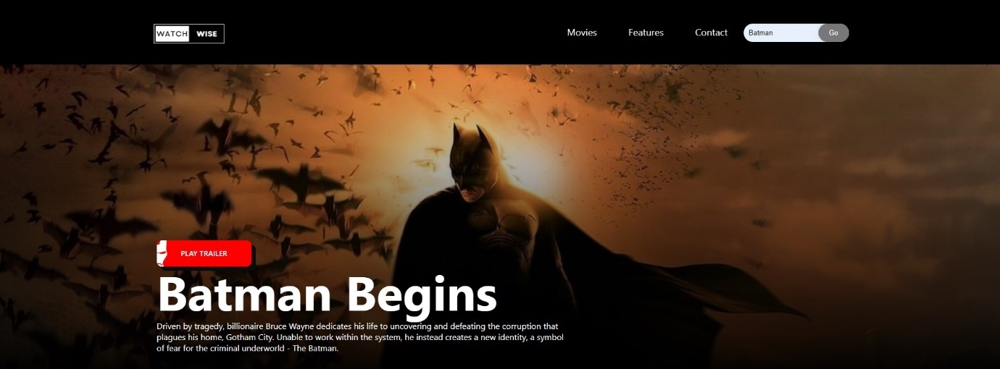 WATCH WISE
Movies Features Contact Batman Go
PLAY TRAILER
Batman Begins
Driven by tragedy, billionaire Bruce Wayne dedicates his life to uncovering and defeating the corruption that
plagues his home, Gotham City. Unable to work within the system, he instead creates a new identity, a symbol
of fear for the criminal underworld - The Batman.